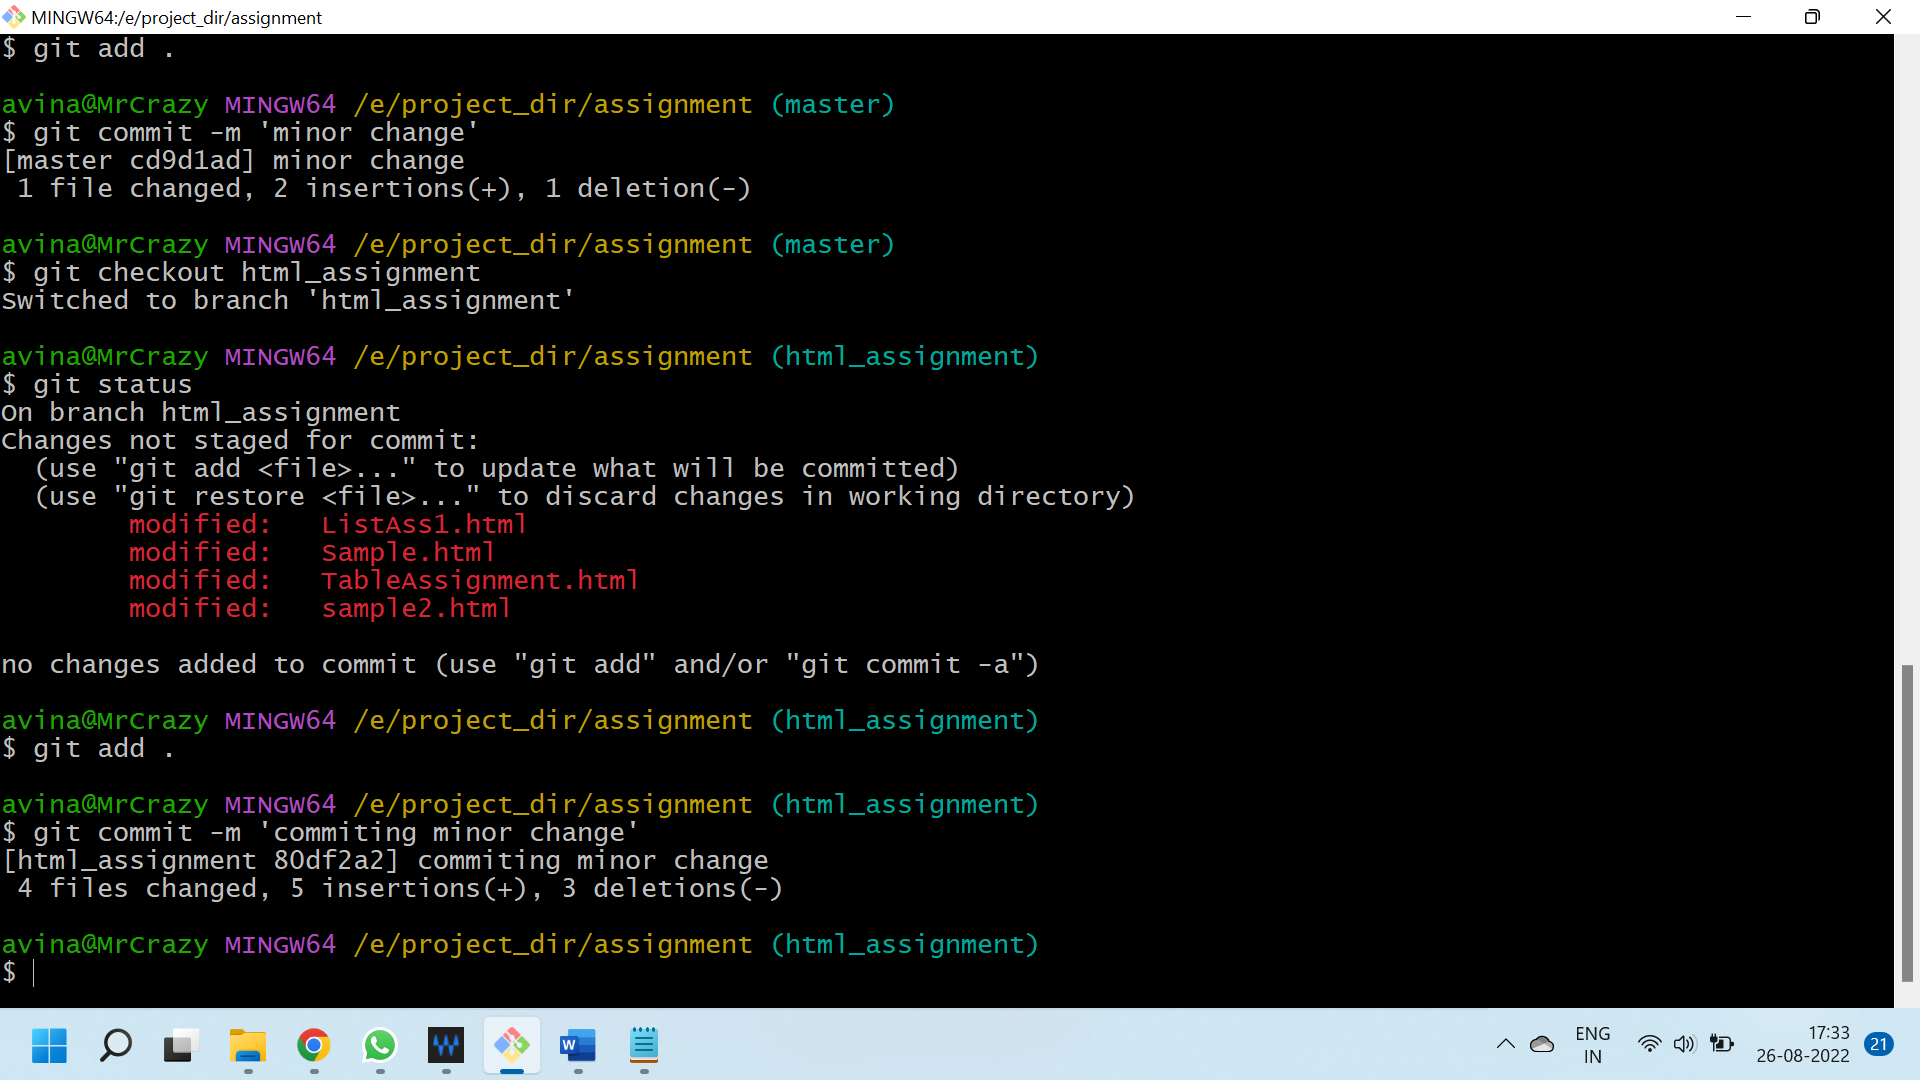 MINGW64:/e/project_dir/assignment
$ git add .
avina@MrCrazy MINGW64 /e/project_dir/assignment (master)
$ git commit -m 'minor change'
[master cd9d1ad] minor change
 1 file changed, 2 insertions(+), 1 deletion(-)
avina@MrCrazy MINGW64 /e/project_dir/assignment (master)
$ git checkout html_assignment
Switched to branch 'html_assignment'
avina@MrCrazy MINGW64 /e/project_dir/assignment (html_assignment)
$ git status
On branch html_assignment
Changes not staged for commit:
  (use "git add <file>..." to update what will be committed)
  (use "git restore <file>..." to discard changes in working directory)
        modified:   ListAss1.html
        modified:   Sample.html
        modified:   TableAssignment.html
        modified:   sample2.html
no changes added to commit (use "git add" and/or "git commit -a")
avina@MrCrazy MINGW64 /e/project_dir/assignment (html_assignment)
$ git add .
avina@MrCrazy MINGW64 /e/project_dir/assignment (html_assignment)
$ git commit -m 'commiting minor change'
[html_assignment 80df2a2] commiting minor change
 4 files changed, 5 insertions(+), 3 deletions(-)
avina@MrCrazy MINGW64 /e/project_dir/assignment (html_assignment)
$
W
ENG
IN
17:33
26-08-2022
21